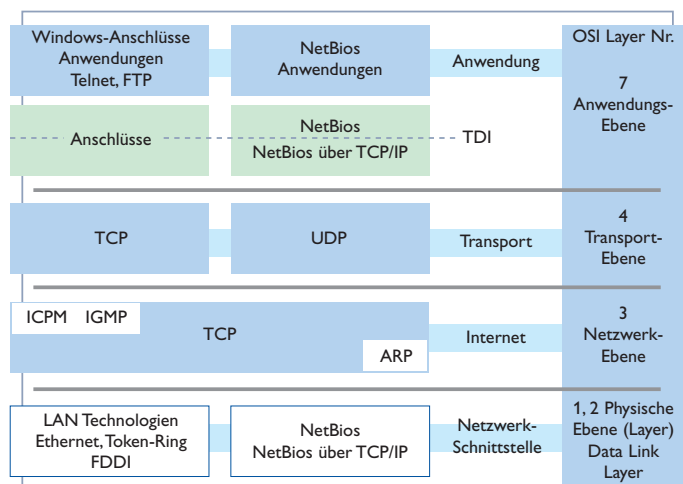 Windows-Anschlüsse
Anwendungen
Telnet, FTP
NetBios
Anwendungen
Anwendung
OSI Layer Nr.
7
Anwendungs-
Ebene
Anschlüsse
NetBios
NetBios über TCP/IP
TDI
TCP
UDP
Transport
4
Transport-
Ebene
ICPM
IGMP
TCP
ARP
Internet
3
Netzwerk-
Ebene
LAN Technologien
Ethernet, Token-Ring
FDDI
NetBios
NetBios über TCP/IP
Netzwerk-
Schnittstelle
1, 2 Physische
Ebene (Layer)
Data Link
Layer